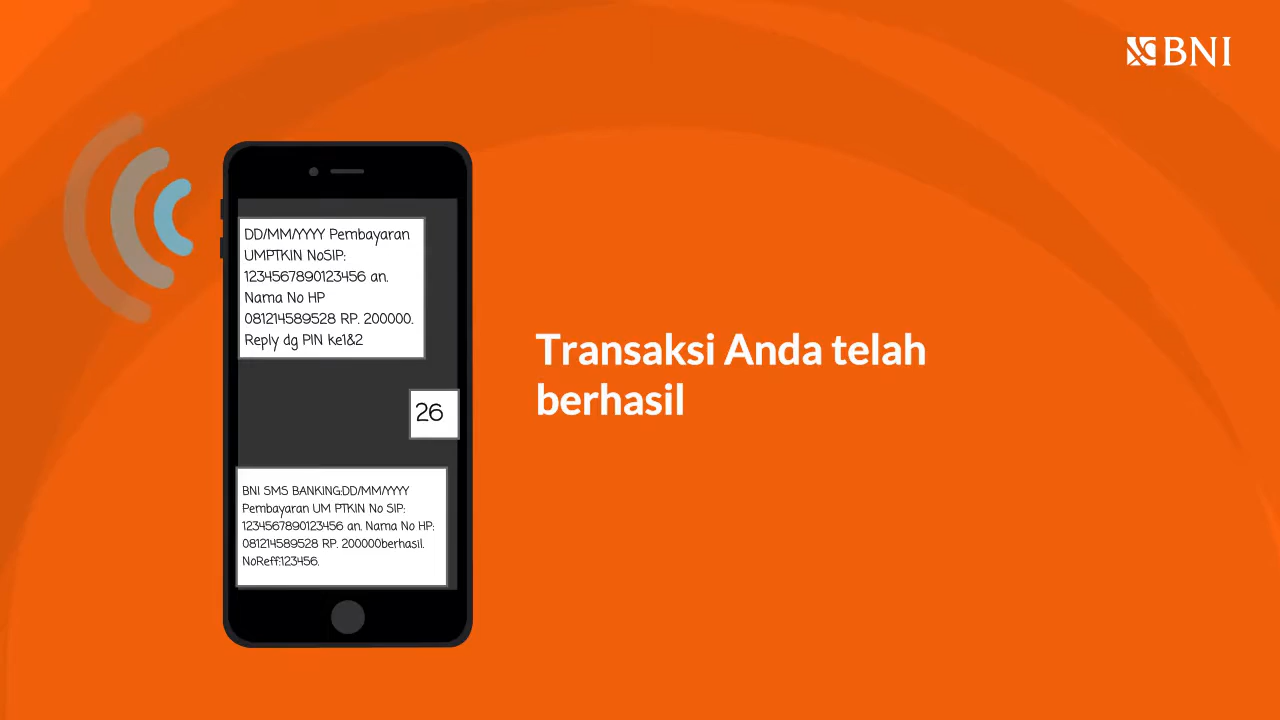 BNI
DD/MM/YYYY Pembayaran
UMPTKIN NoSIP:
1234567890123456 an.
Nama No HP
081214589528 RP. 200000.
Reply dg PIN ke1&2
26
BNI SMS BANKING:DD/MM/YYYY
Pembayaran UM PTKIN No SIP:
1234567890123456 an. Nama No HP:
081214589528 RP. 200000berhasil.
NoReff:123456.
Transaksi Anda telah
berhasil